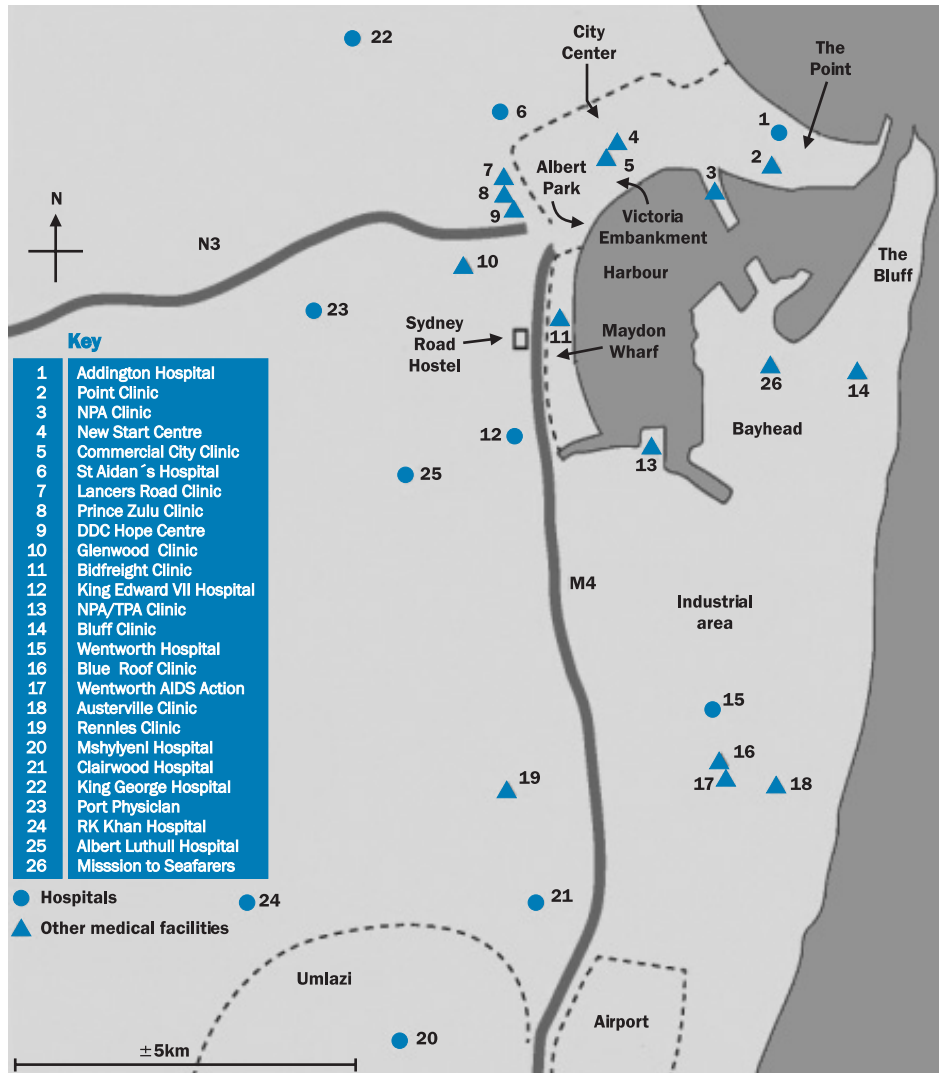 22
City
Center
The
Point
6
1
4
5
2
Albert
Park
7
8
9
3
N
Victoria
Embankment
N3
10
Harbour
The
Bluff
23
Sydney
Road
Hostel
11
Maydon
Wharf
26
14
12
Bayhead
13
25
M4
Industrial
area
15
16
17
18
19
24
21
Umlazi
Airport
20
±5km
Key
1 Addington Hospital
2 Point Clinic
3 NPA Clinic
4 New Start Centre
5 Commercial City Clinic
6 St Aidan´s Hospital
7 Lancers Road Clinic
8 Prince Zulu Clinic
9 DDC Hope Centre
10 Glenwood Clinic
11 Bidfreight Clinic
12 King Edward VII Hospital
13 NPA/TPA Clinic
14 Bluff Clinic
15 Wentworth Hospital
16 Blue Roof Clinic
17 Wentworth AIDS Action
18 Austerville Clinic
19 Rennies Clinic
20 Mshylyeni Hospital
21 Clairwood Hospital
22 King George Hospital
23 Port Physician
24 RK Khan Hospital
25 Albert Luthull Hospital
26 Misssion to Seafarers
Hospitals
Other medical facilities